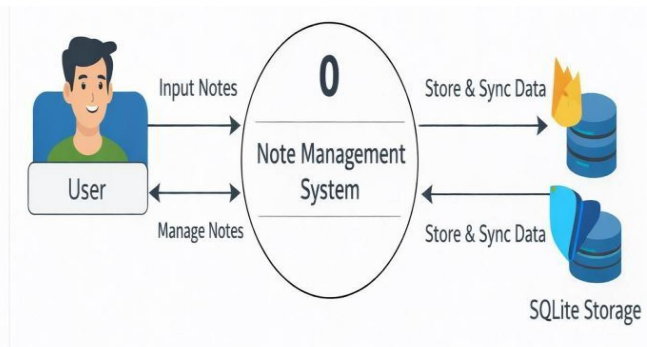 Input Notes
0
Store & Sync Data
Note Management
System
User
Manage Notes
Store & Sync Data
SQLite Storage